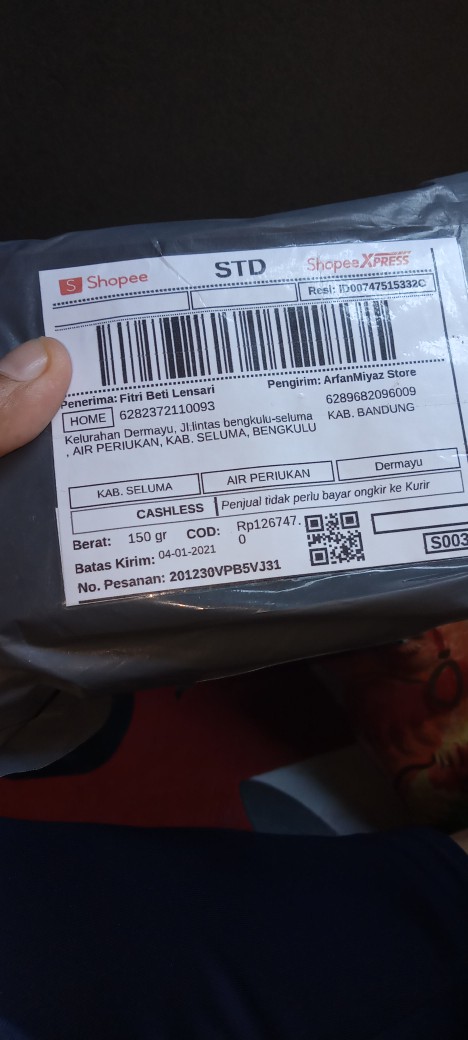 Shopee
STD
ShopeeXPRESS
Resi: ID00747515332C
Penerima: Fitri Beti Lensari
Pengirim: ArfanMiyaz Store
HOME
6282372110093
6289682096009
Kelurahan Dermayu, Jl:lintas bengkulu-seluma
KAB. BANDUNG
, AIR PERIUKAN, KAB. SELUMA, BENGKULU
KAB. SELUMA
AIR PERIUKAN
Dermayu
CASHLESS
Penjual tidak perlu bayar ongkir ke Kurir
Berat: 150 gr
COD: Rp126747.
0
Batas Kirim: 04-01-2021
S003
No. Pesanan: 201230VPB5VJ31